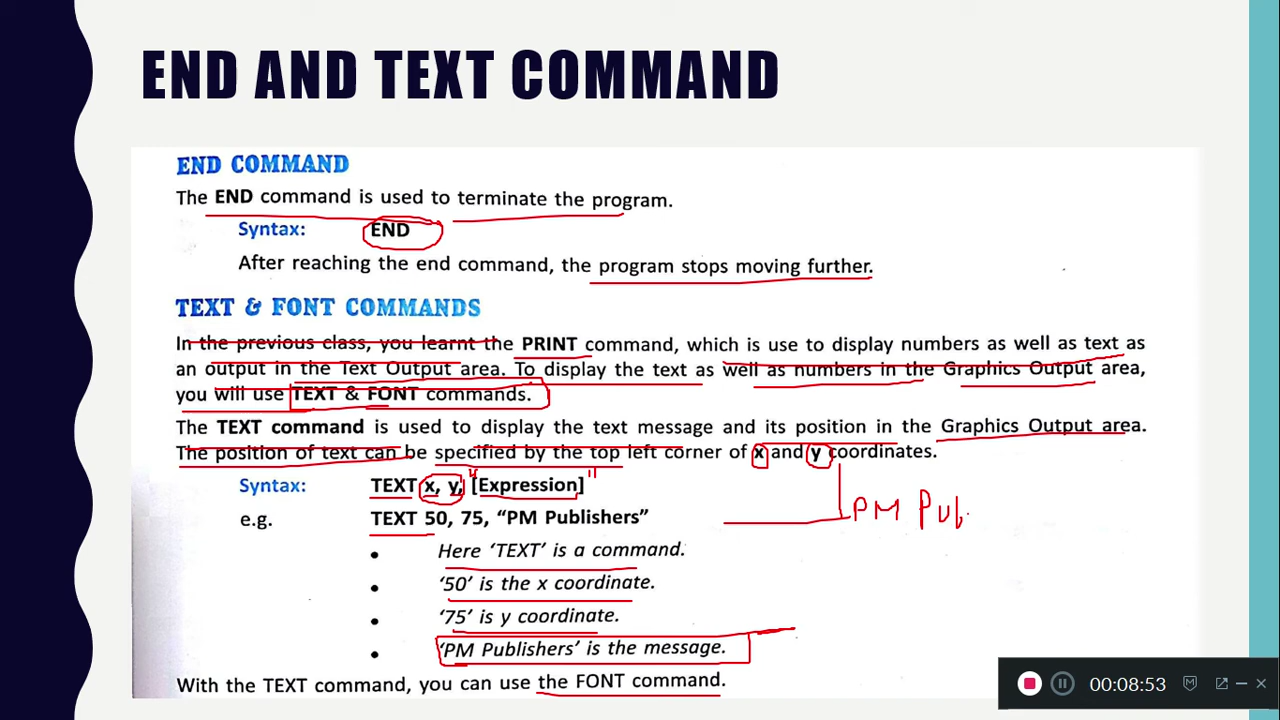 END AND TEXT COMMAND
END COMMAND
The END command is used to terminate the program.
Syntax: END
After reaching the end command, the program stops moving further.
TEXT & FONT COMMANDS
In the previous class, you learnt the PRINT command, which is use to display numbers as well as text as
an output in the Text Output area. To display the text as well as numbers in the Graphics Output area,
you will use TEXT & FONT commands.
The TEXT command is used to display the text message and its position in the Graphics Output area.
The position of text can be specified by the top left corner of x and y coordinates.
Syntax: TEXT x, y, "[Expression]"
e.g. TEXT 50, 75, “PM Publishers”
PM Pub
• Here ‘TEXT’ is a command.
• ‘50’ is the x coordinate.
• ‘75’ is y coordinate.
• ‘PM Publishers’ is the message.
With the TEXT command, you can use the FONT command.
00:08:53